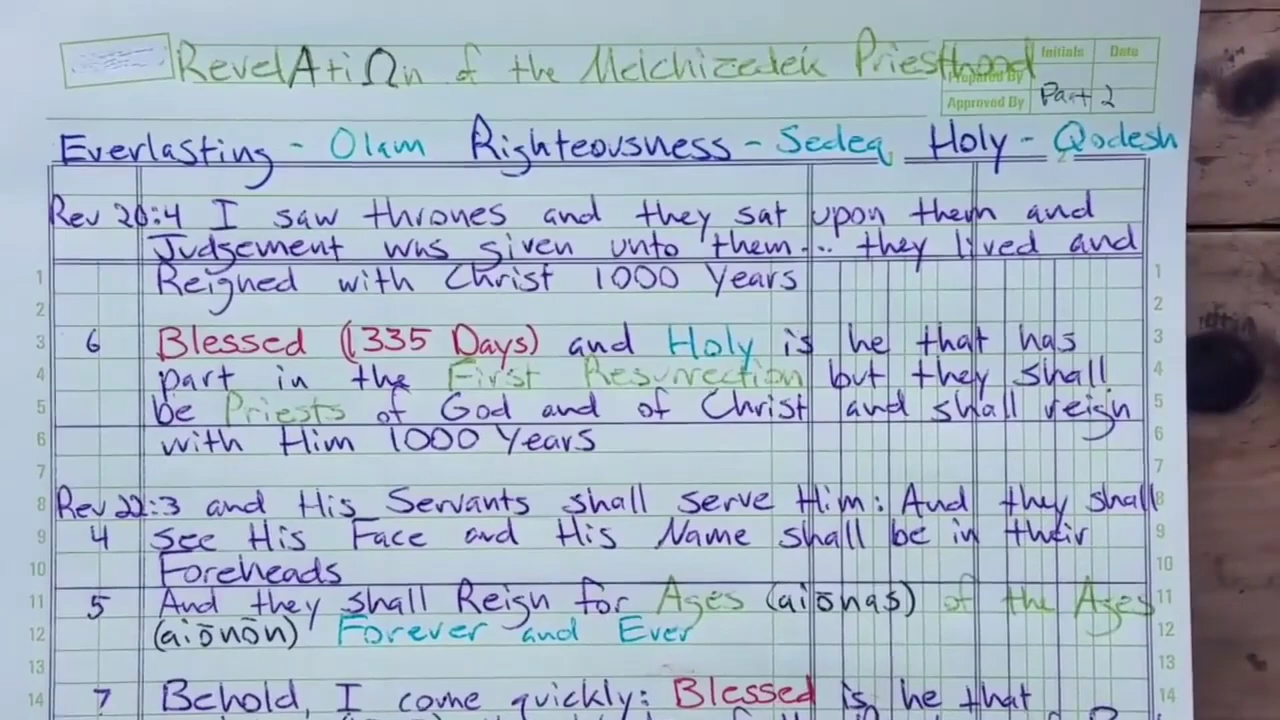 RevelAtiΩn of the Melchizedek Priesthood
Initials Date
Prepared By
Approved By Part 2
Everlasting - Olam Righteousness - Sedeq Holy - Qodesh
Rev 20:4 I saw thrones and they sat upon them and
Judgement was given unto them... they lived and
1 Reigned with Christ 1000 Years 1
2 2
3 6 Blessed (1335 Days) and Holy is he that has 3
4 part in the First Resurrection but they shall 4
5 be Priests of God and of Christ and shall reign 5
6 with Him 1000 Years 6
7 7
8 Rev 22:3 and His Servants shall serve Him: And they shall 8
9 4 see His Face and His Name shall be in their 9
10 Foreheads 10
11 5 And they shall Reign for Ages (aiōnas) of the Ages 11
12 (aiōnōn) Forever and Ever 12
13 13
14 7 Behold, I come quickly: Blessed is he that 14